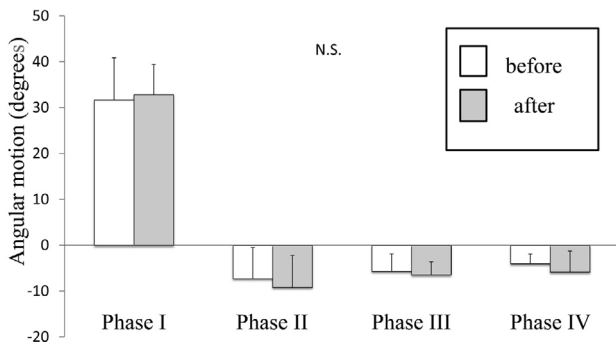 50
40
30
20
10
0
-10
-20
Angular motion (degrees)
N.S.
before
after
Phase I
Phase II
Phase III
Phase IV